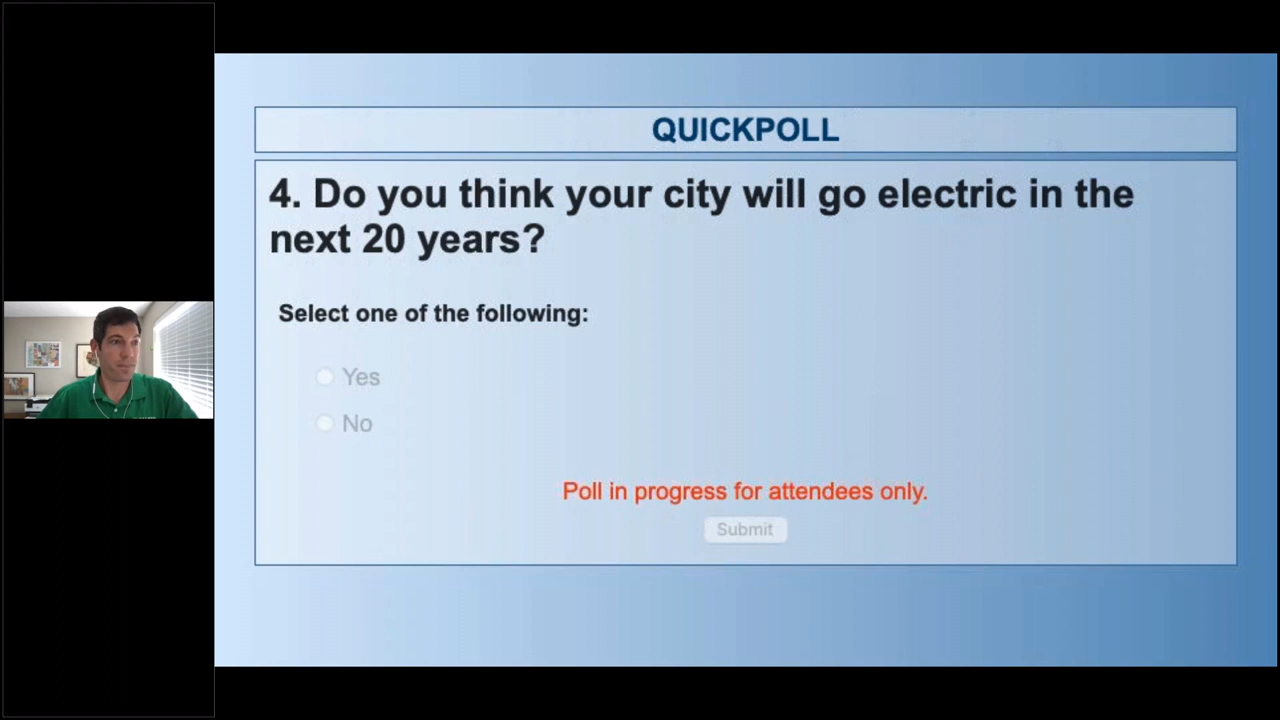 QUICKPOLL
4. Do you think your city will go electric in the
next 20 years?
Select one of the following:
Yes
No
Poll in progress for attendees only.
Submit